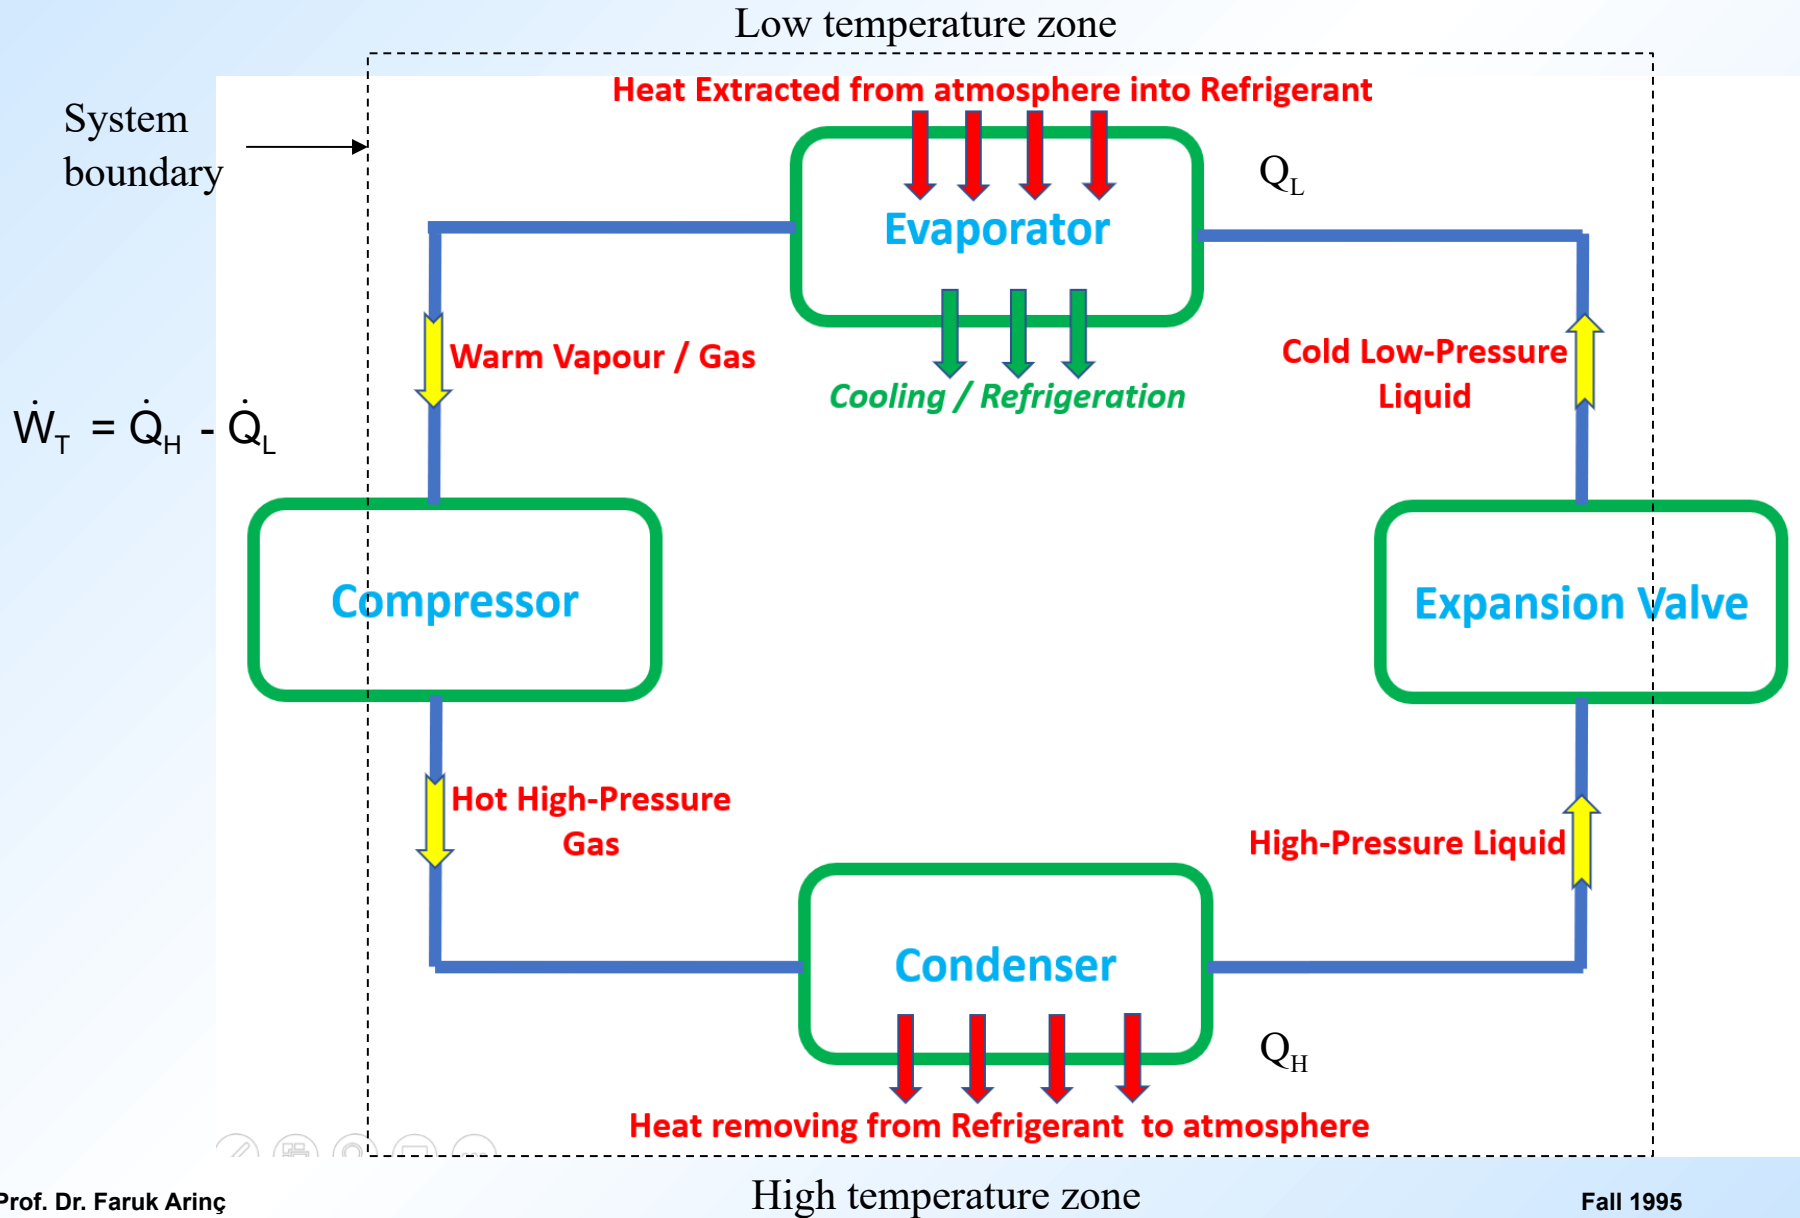 Low temperature zone
Heat Extracted from atmosphere into Refrigerant
System
boundary
Q_L
Evaporator
Warm Vapour / Gas
Cold Low-Pressure
Liquid
Cooling / Refrigeration
Ẇ_T = Q̇_H - Q̇_L
Compressor
Expansion Valve
Hot High-Pressure
Gas
High-Pressure Liquid
Condenser
Q_H
Heat removing from Refrigerant to atmosphere
High temperature zone
Prof. Dr. Faruk Arinç
Fall 1995